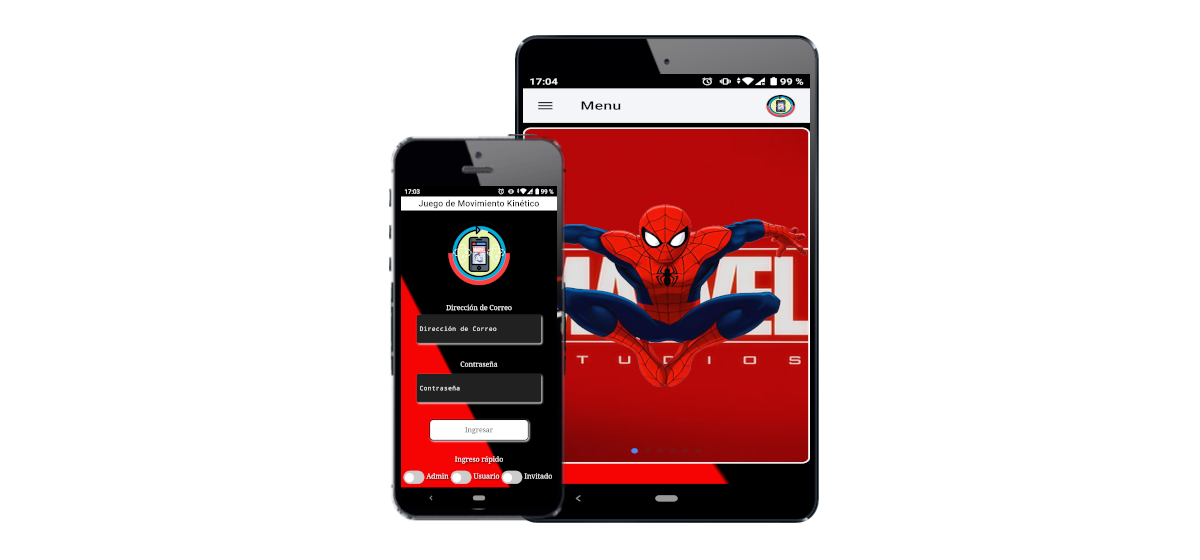 17:03
99 %
Juego de Movimiento Kinético
Dirección de Correo
Dirección de Correo
Contraseña
Contraseña
Ingresar
Ingreso rápido
Admin Usuario Invitado
17:04
99 %
Menu
MARVEL
STUDIOS